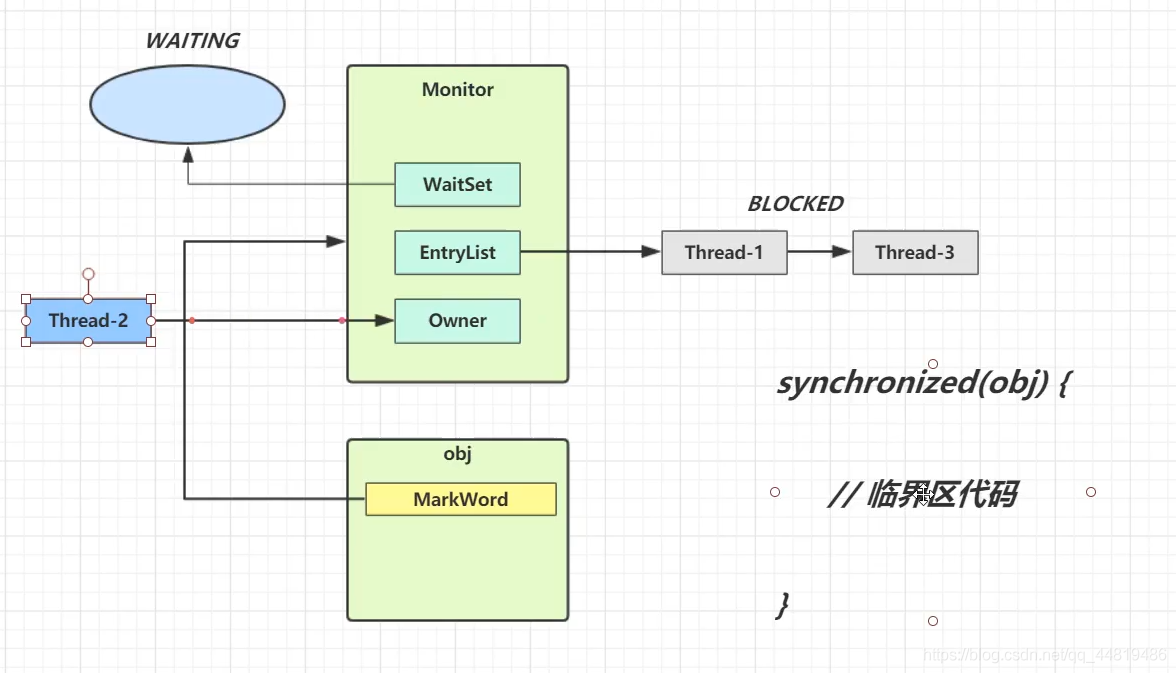 WAITING
Monitor
WaitSet
BLOCKED
EntryList
Thread-1
Thread-3
Thread-2
Owner
synchronized(obj) {
obj
MarkWord
// 临界区代码
}
https://blog.csdn.net/qq_44819486